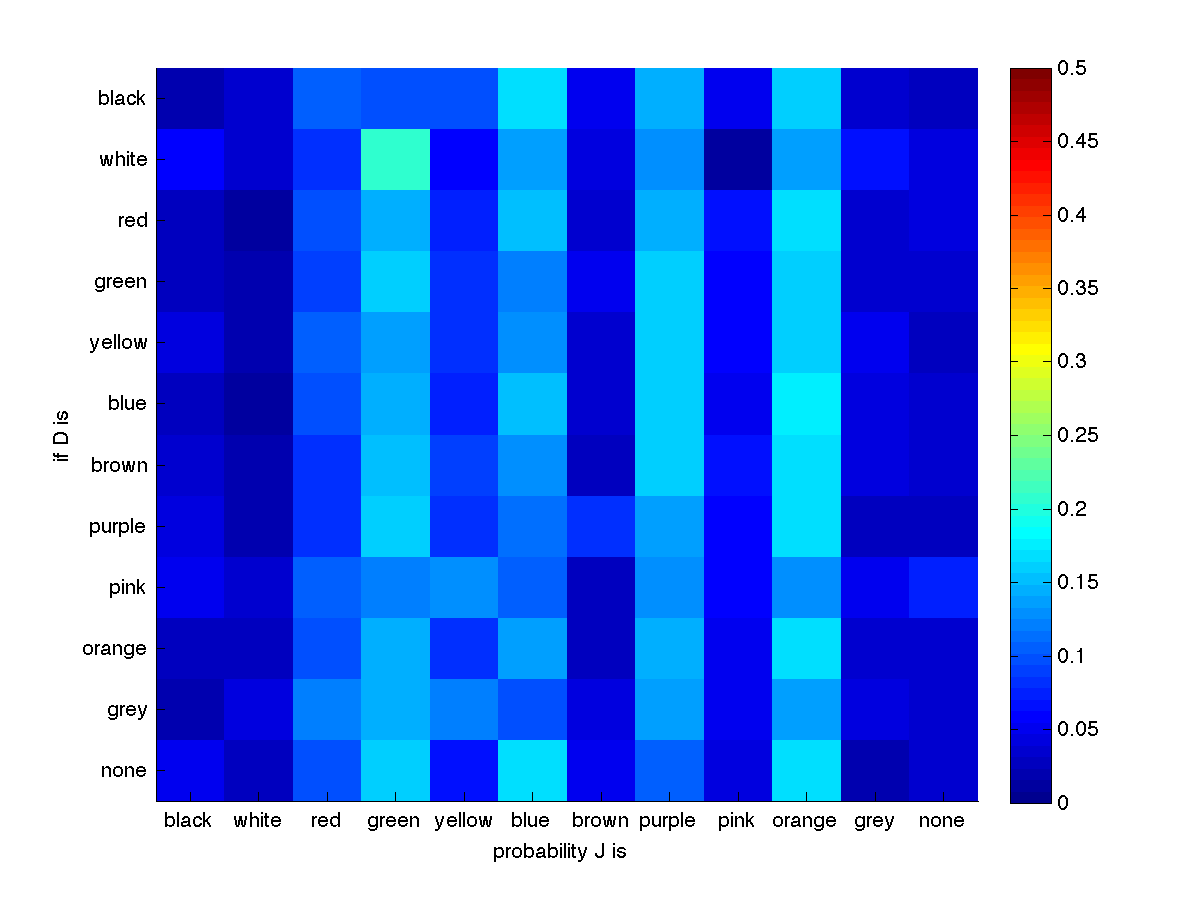 black
white
red
green
yellow
blue
brown
purple
pink
orange
grey
none
if D is
black white red green yellow blue brown purple pink orange grey none
probability J is
0.5
0.45
0.4
0.35
0.3
0.25
0.2
0.15
0.1
0.05
0